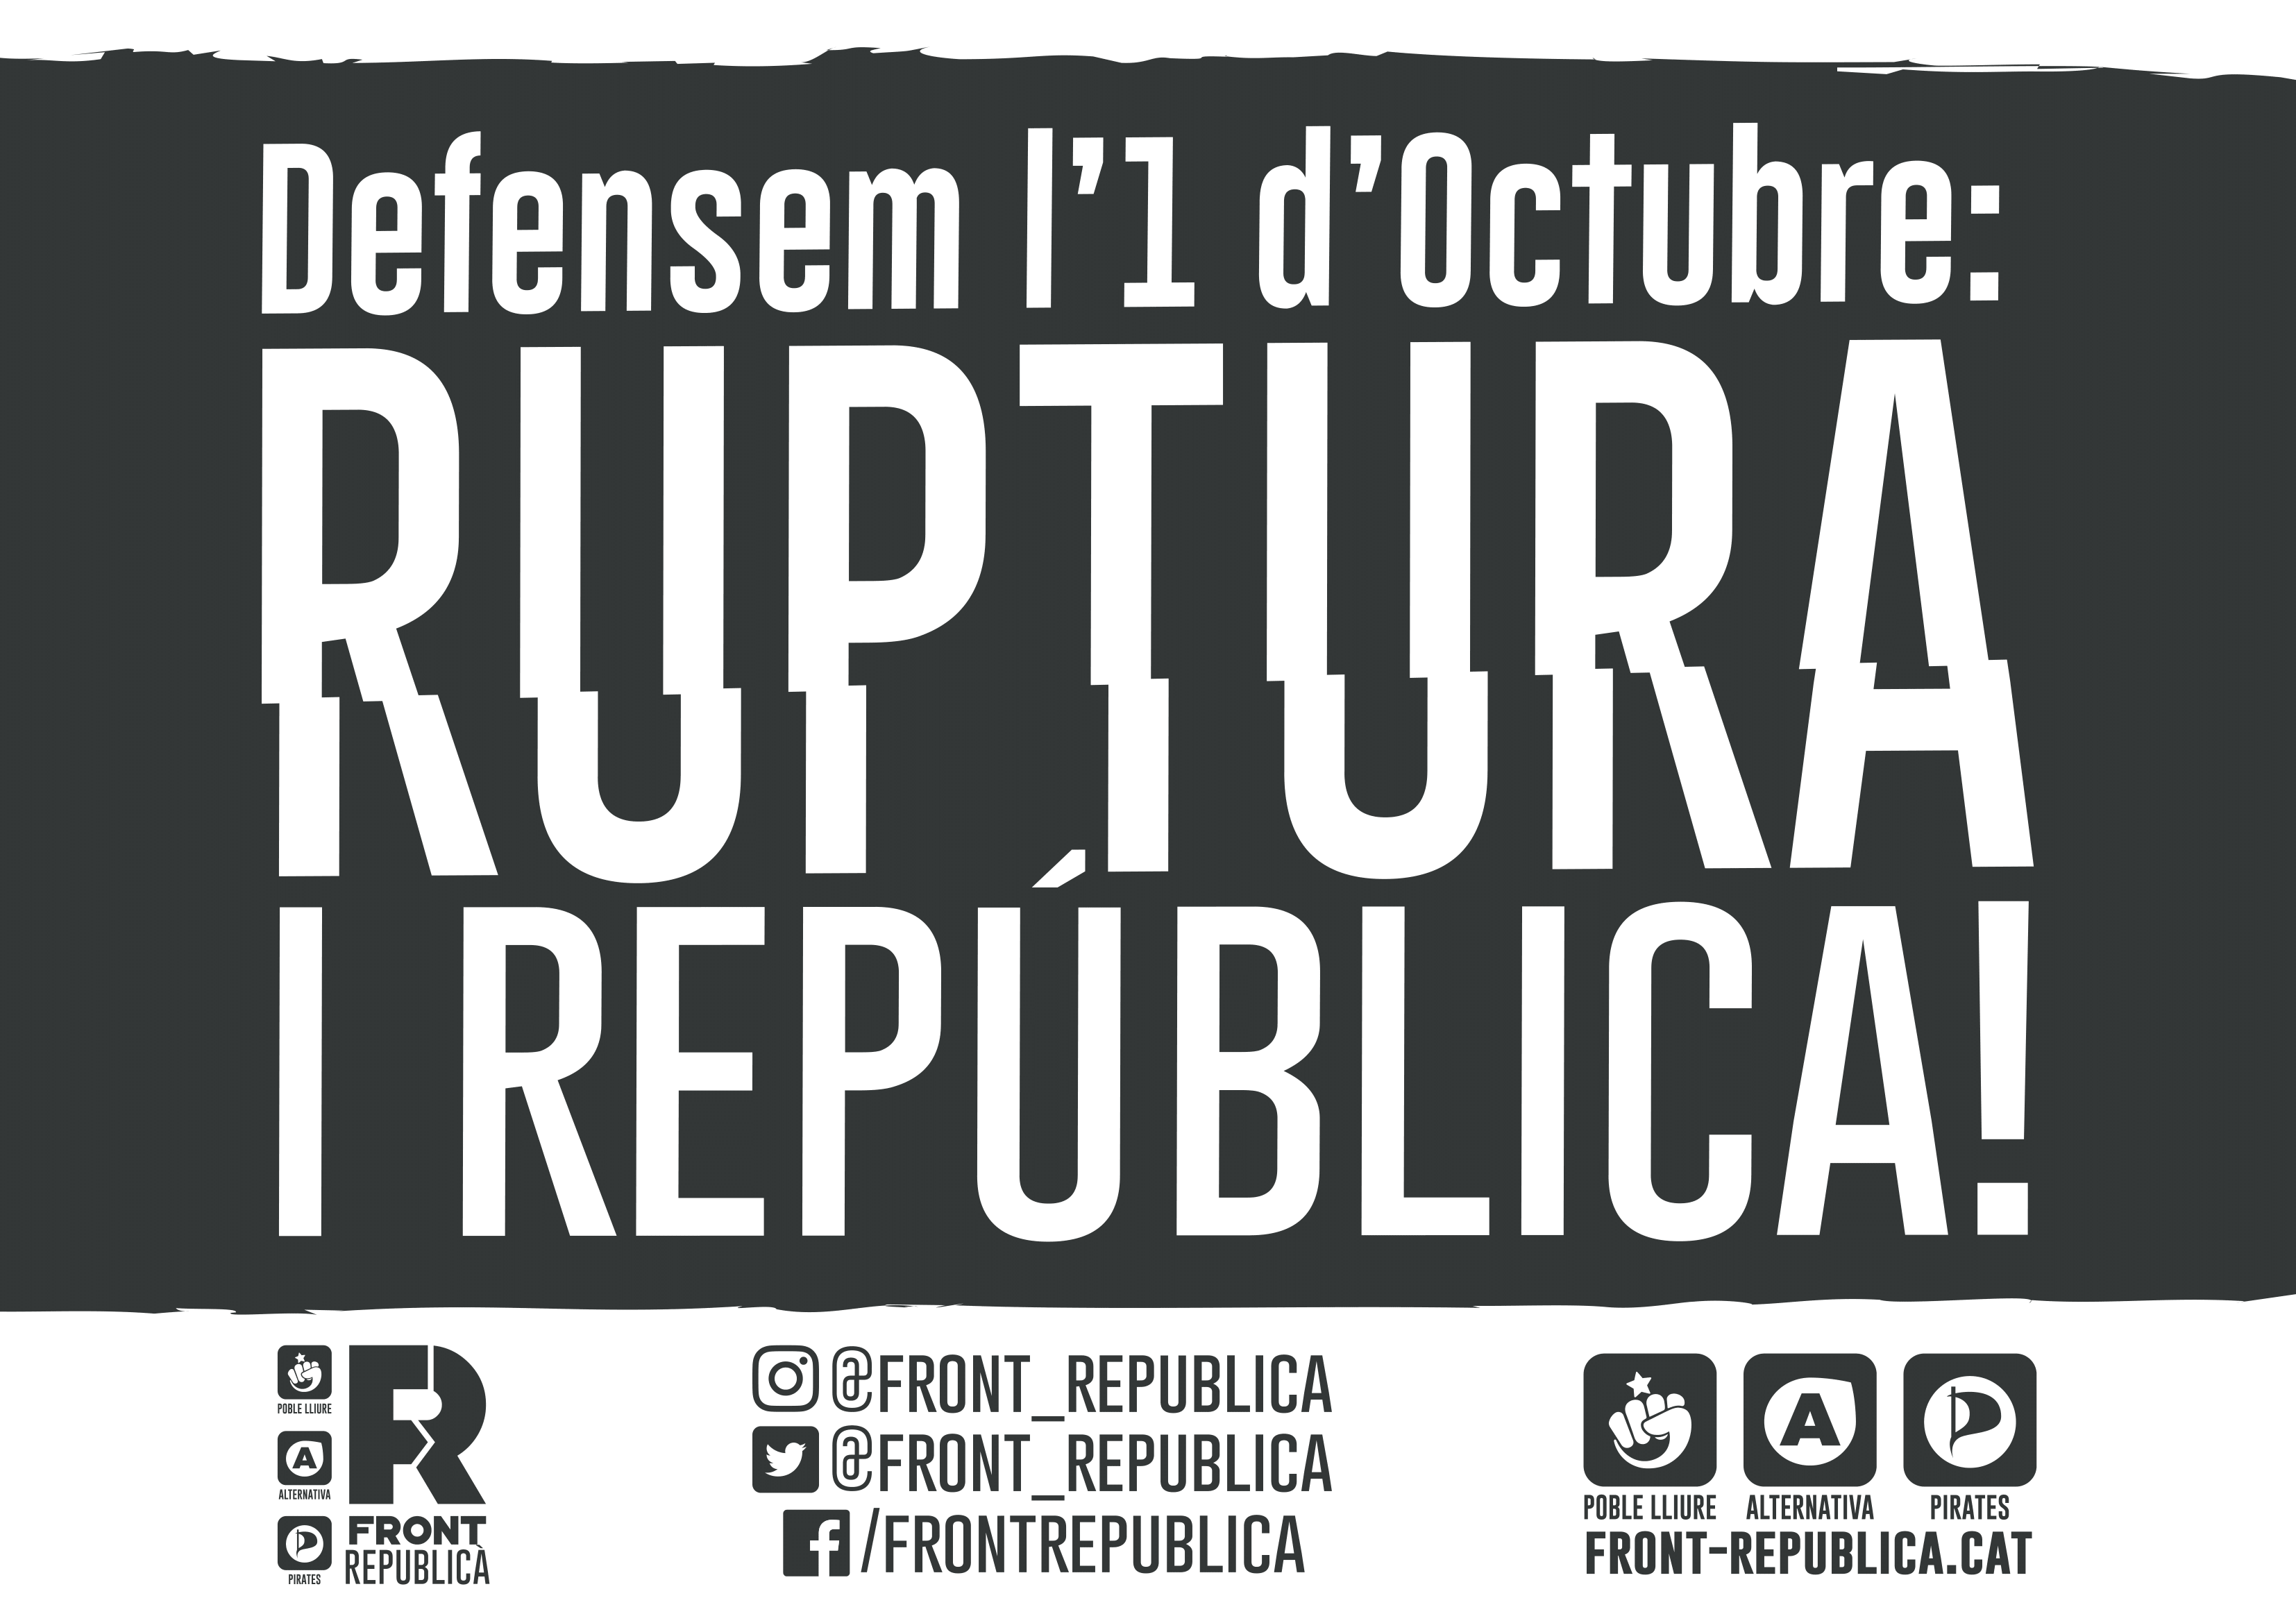 Defensem l’1 d’Octubre:
RUPTURA
I REPÚBLICA!
POBLE LLIURE
ALTERNATIVA
PIRATES
FRONT
REPUBLICÀ
@FRONT_REPUBLICA
@FRONT_REPUBLICA
/FRONTREPUBLICA
POBLE LLIURE ALTERNATIVA PIRATES
FRONT-REPUBLICA.CAT